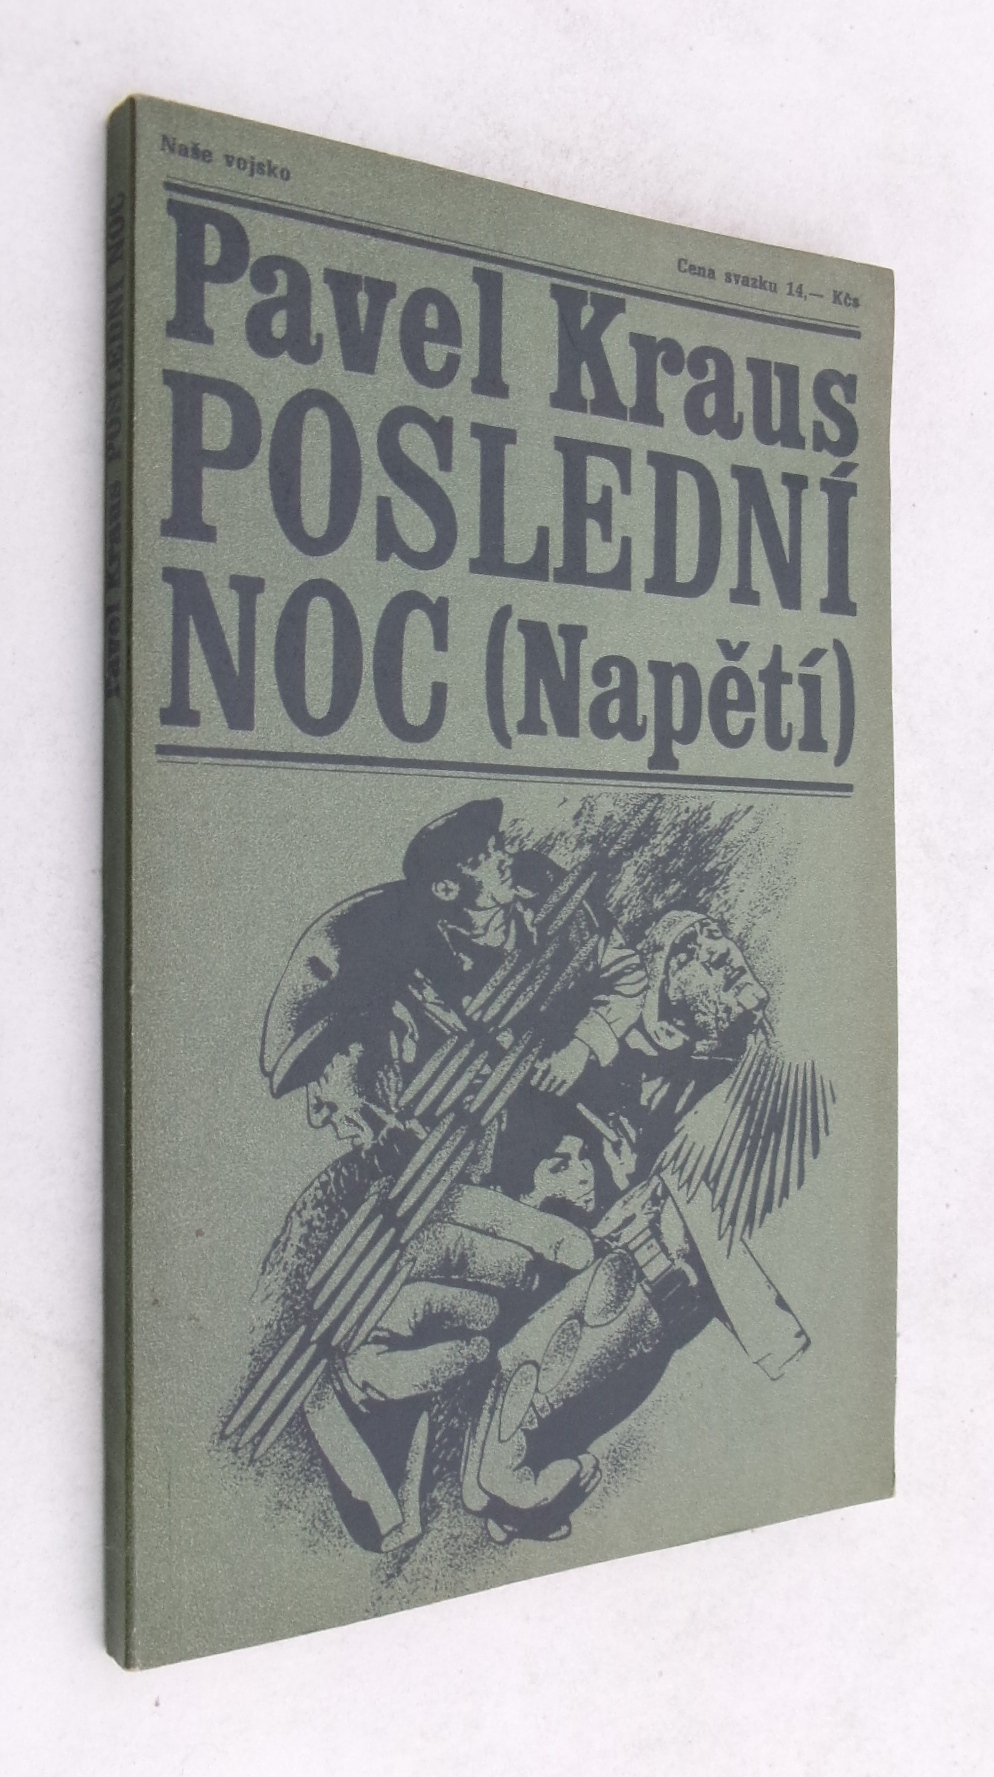 Naše vojsko
Cena svazku 14,— Kčs
Pavel Kraus
POSLEDNÍ
NOC (Napětí)
Pavel Kraus POSLEDNÍ NOC